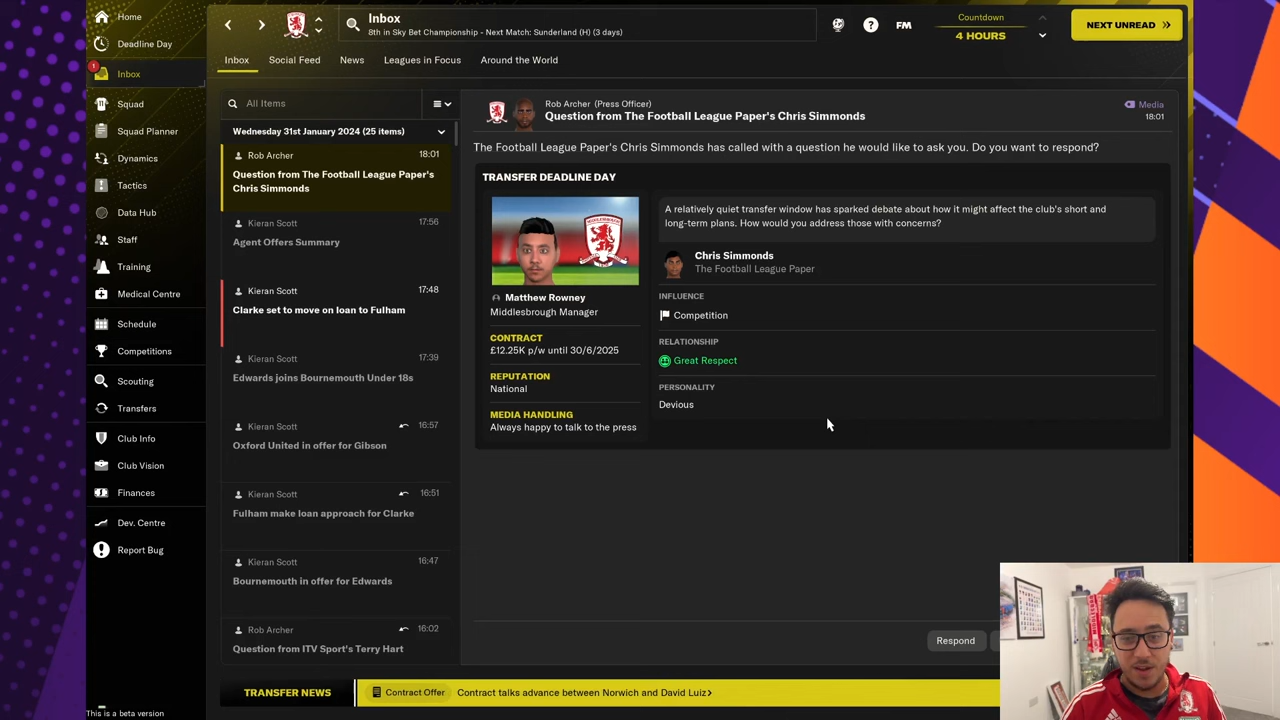 Home
Deadline Day
1
Inbox
Squad
Squad Planner
Dynamics
Tactics
Data Hub
Staff
Training
Medical Centre
Schedule
Competitions
Scouting
Transfers
Club Info
Club Vision
Finances
Dev. Centre
Report Bug
This is a beta version
Inbox
8th in Sky Bet Championship - Next Match: Sunderland (H) (3 days)
?
FM
Countdown
4 HOURS
NEXT UNREAD
Inbox
Social Feed
News
Leagues in Focus
Around the World
All Items
Wednesday 31st January 2024 (25 items)
Rob Archer 18:01
Question from The Football League Paper's
Chris Simmonds
Kieran Scott 17:56
Agent Offers Summary
Kieran Scott 17:48
Clarke set to move on loan to Fulham
Kieran Scott 17:39
Edwards joins Bournemouth Under 18s
Kieran Scott 16:57
Oxford United in offer for Gibson
Kieran Scott 16:51
Fulham make loan approach for Clarke
Kieran Scott 16:47
Bournemouth in offer for Edwards
Rob Archer 16:02
Question from ITV Sport's Terry Hart
Rob Archer (Press Officer)
Question from The Football League Paper's Chris Simmonds
Media
18:01
The Football League Paper's Chris Simmonds has called with a question he would like to ask you. Do you want to respond?
TRANSFER DEADLINE DAY
Matthew Rowney
Middlesbrough Manager
CONTRACT
£12.25K p/w until 30/6/2025
REPUTATION
National
MEDIA HANDLING
Always happy to talk to the press
A relatively quiet transfer window has sparked debate about how it might affect the club's short and
long-term plans. How would you address those with concerns?
Chris Simmonds
The Football League Paper
INFLUENCE
Competition
RELATIONSHIP
Great Respect
PERSONALITY
Devious
Respond
TRANSFER NEWS
Contract Offer
Contract talks advance between Norwich and David Luiz